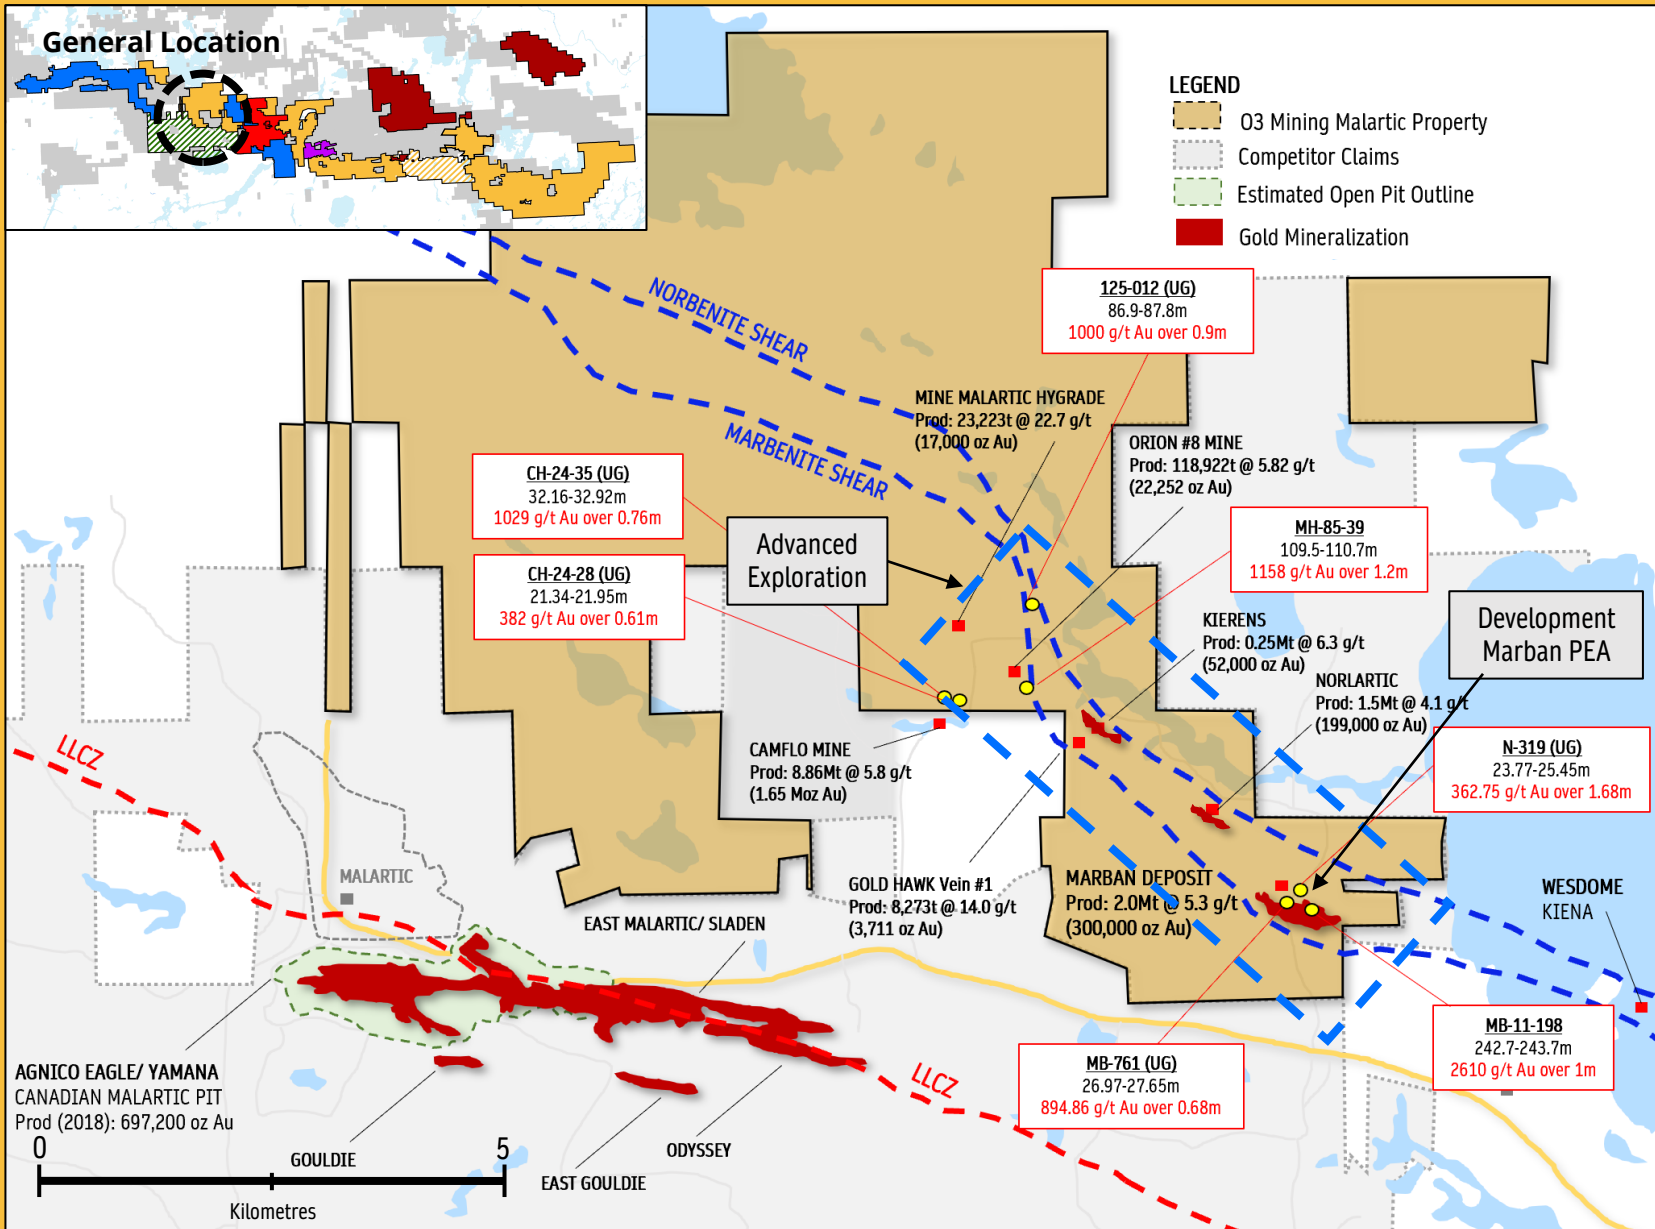 General Location
LEGEND
O3 Mining Malartic Property
Competitor Claims
Estimated Open Pit Outline
Gold Mineralization
NORBENITE SHEAR
MARBENITE SHEAR
125-012 (UG)
86.9-87.8m
1000 g/t Au over 0.9m
MINE MALARTIC HYGRADE
Prod: 23,223t @ 22.7 g/t
(17,000 oz Au)
ORION #8 MINE
Prod: 118,922t @ 5.82 g/t
(22,252 oz Au)
CH-24-35 (UG)
32.16-32.92m
1029 g/t Au over 0.76m
Advanced
Exploration
MH-85-39
109.5-110.7m
1158 g/t Au over 1.2m
CH-24-28 (UG)
21.34-21.95m
382 g/t Au over 0.61m
KIERENS
Prod: 0.25Mt @ 6.3 g/t
(52,000 oz Au)
Development
Marban PEA
NORLARTIC
Prod: 1.5Mt @ 4.1 g/t
(199,000 oz Au)
LLCZ
CAMFLO MINE
Prod: 8.86Mt @ 5.8 g/t
(1.65 Moz Au)
N-319 (UG)
23.77-25.45m
362.75 g/t Au over 1.68m
MALARTIC
GOLD HAWK Vein #1
Prod: 8,273t @ 14.0 g/t
(3,711 oz Au)
MARBAN DEPOSIT
Prod: 2.0Mt @ 5.3 g/t
(300,000 oz Au)
WESDOME
KIENA
EAST MALARTIC/ SLADEN
MB-11-198
242.7-243.7m
2610 g/t Au over 1m
MB-761 (UG)
26.97-27.65m
894.86 g/t Au over 0.68m
LLCZ
AGNICO EAGLE/ YAMANA
CANADIAN MALARTIC PIT
Prod (2018): 697,200 oz Au
GOULDIE
ODYSSEY
EAST GOULDIE
0 5
Kilometres